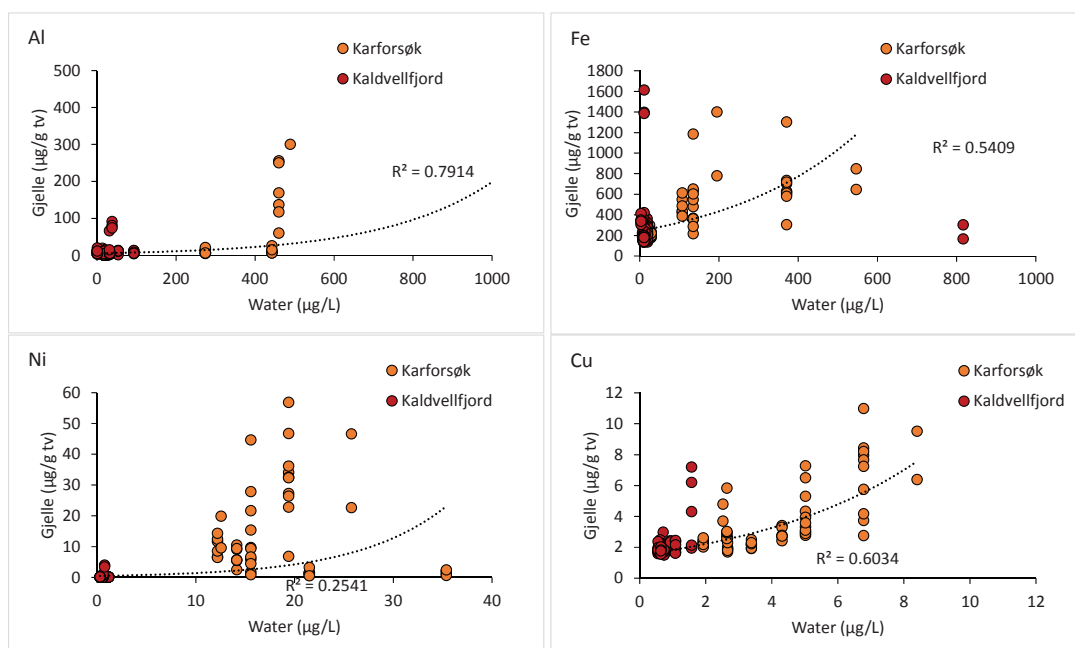 Al
Karforsøk
Kaldvellfjord
500
400
300
200
100
0
Gjelle (µg/g tv)
R² = 0.7914
0 200 400 600 800 1000
Water (µg/L)
Fe
Karforsøk
Kaldvellfjord
1800
1600
1400
1200
1000
800
600
400
200
0
Gjelle (µg/g tv)
R² = 0.5409
0 200 400 600 800 1000
Water (µg/L)
Ni
Karforsøk
Kaldvellfjord
60
50
40
30
20
10
0
Gjelle (µg/g tv)
R² = 0.2541
0 10 20 30 40
Water (µg/L)
Cu
Karforsøk
Kaldvellfjord
12
10
8
6
4
2
0
Gjelle (µg/g tv)
R² = 0.6034
0 2 4 6 8 10 12
Water (µg/L)